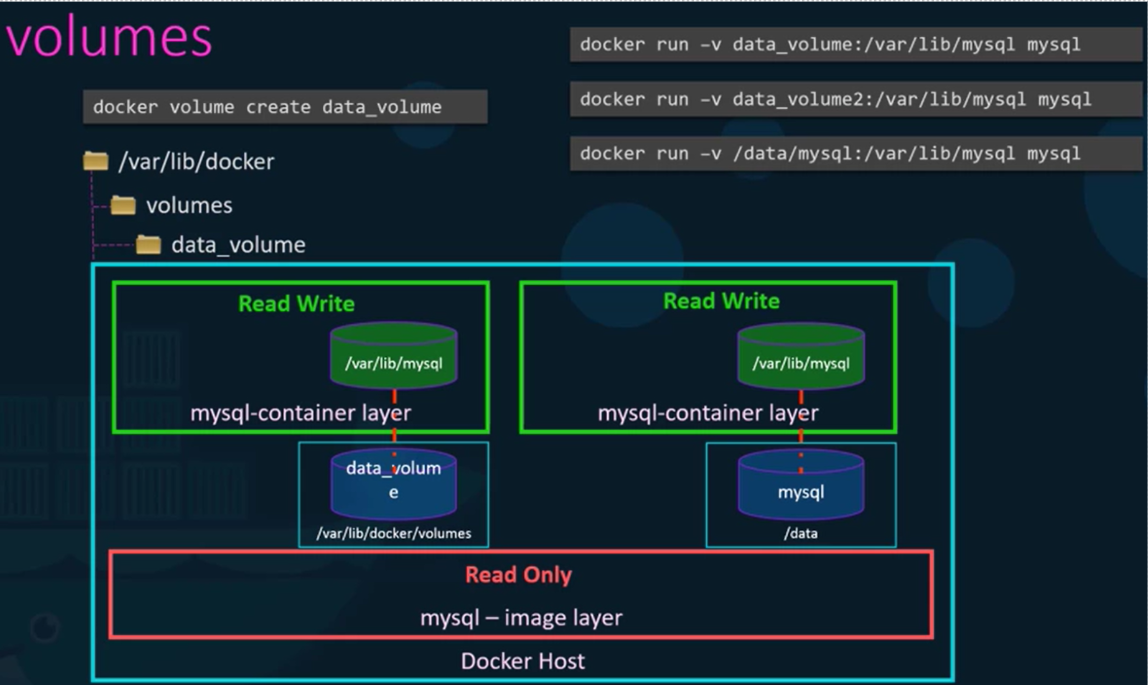 volumes
docker volume create data_volume
docker run -v data_volume:/var/lib/mysql mysql
docker run -v data_volume2:/var/lib/mysql mysql
docker run -v /data/mysql:/var/lib/mysql mysql
/var/lib/docker
volumes
data_volume
Read Write
/var/lib/mysql
mysql-container layer
data_volum
e
/var/lib/docker/volumes
Read Write
/var/lib/mysql
mysql-container layer
mysql
/data
Read Only
mysql – image layer
Docker Host